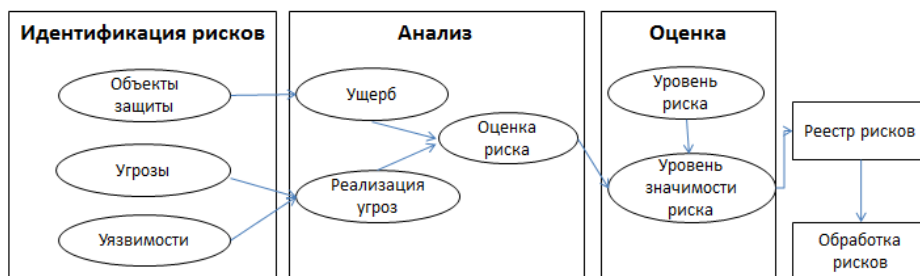 Идентификация рисков
Объекты
защиты
Угрозы
Уязвимости
Анализ
Ущерб
Реализация
угроз
Оценка
риска
Оценка
Уровень
риска
Уровень
значимости
риска
Реестр рисков
Обработка
рисков